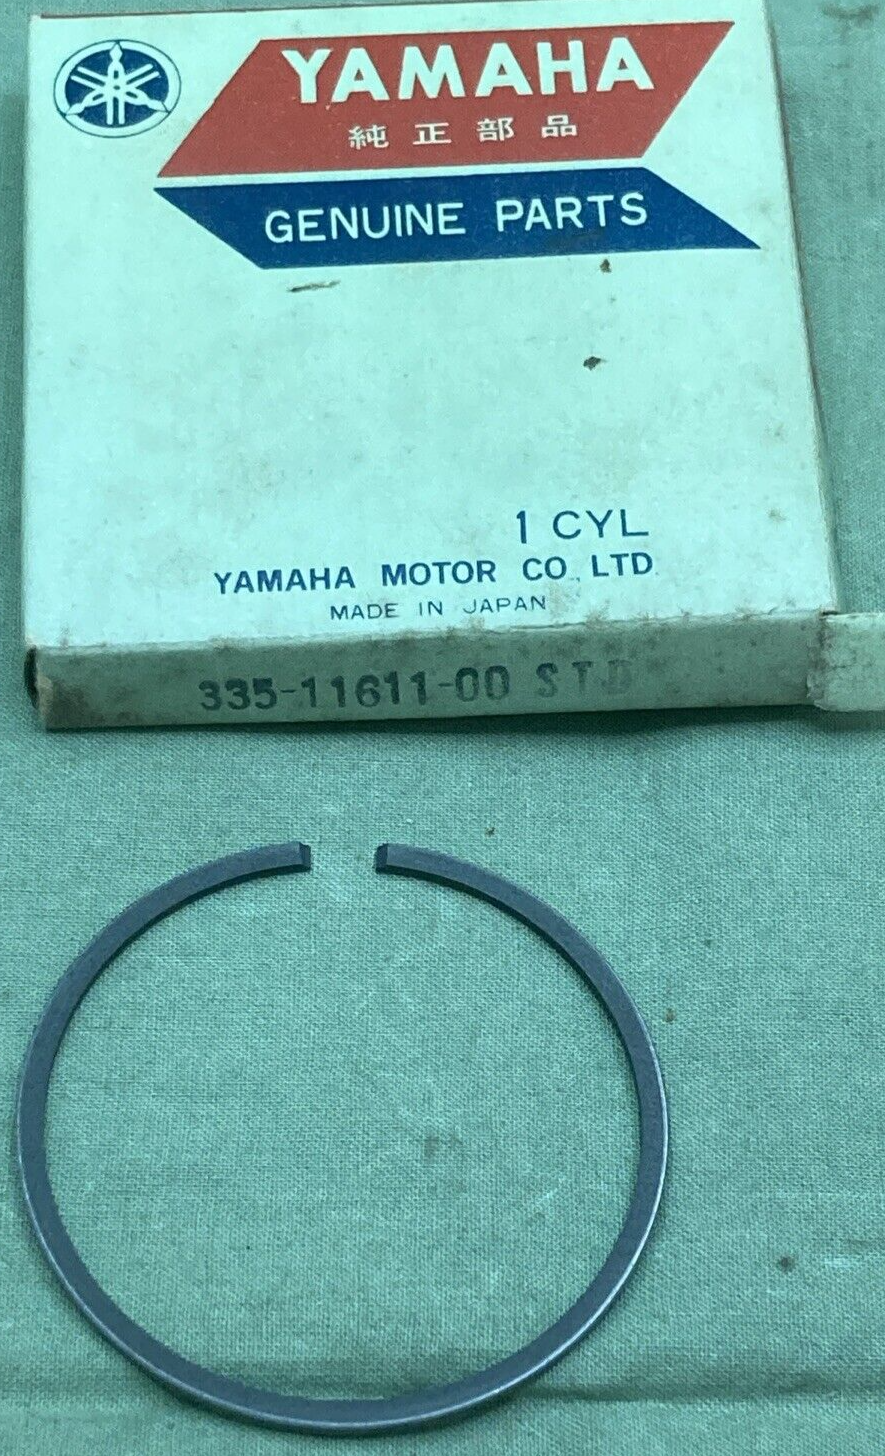 YAMAHA
純正部品
GENUINE PARTS
1 CYL
YAMAHA MOTOR CO., LTD.
MADE IN JAPAN
335-11611-00 STD